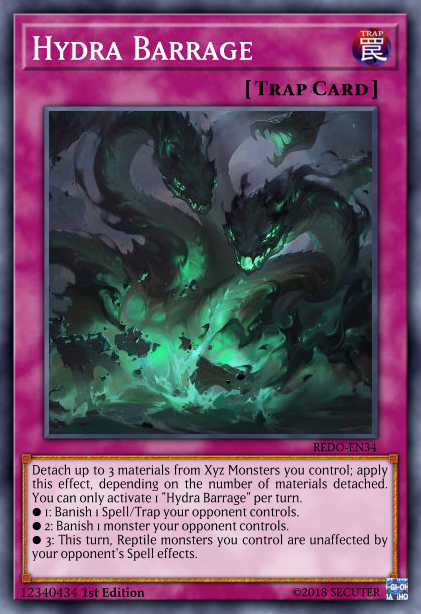 HYDRA BARRAGE
TRAP
罠
[TRAP CARD]
REDO-EN34
Detach up to 3 materials from Xyz Monsters you control; apply
this effect, depending on the number of materials detached.
You can only activate 1 "Hydra Barrage" per turn.
● 1: Banish 1 Spell/Trap your opponent controls.
● 2: Banish 1 monster your opponent controls.
● 3: This turn, Reptile monsters you control are unaffected by
your opponent's Spell effects.
12340434 1st Edition ©2018 SECUTER